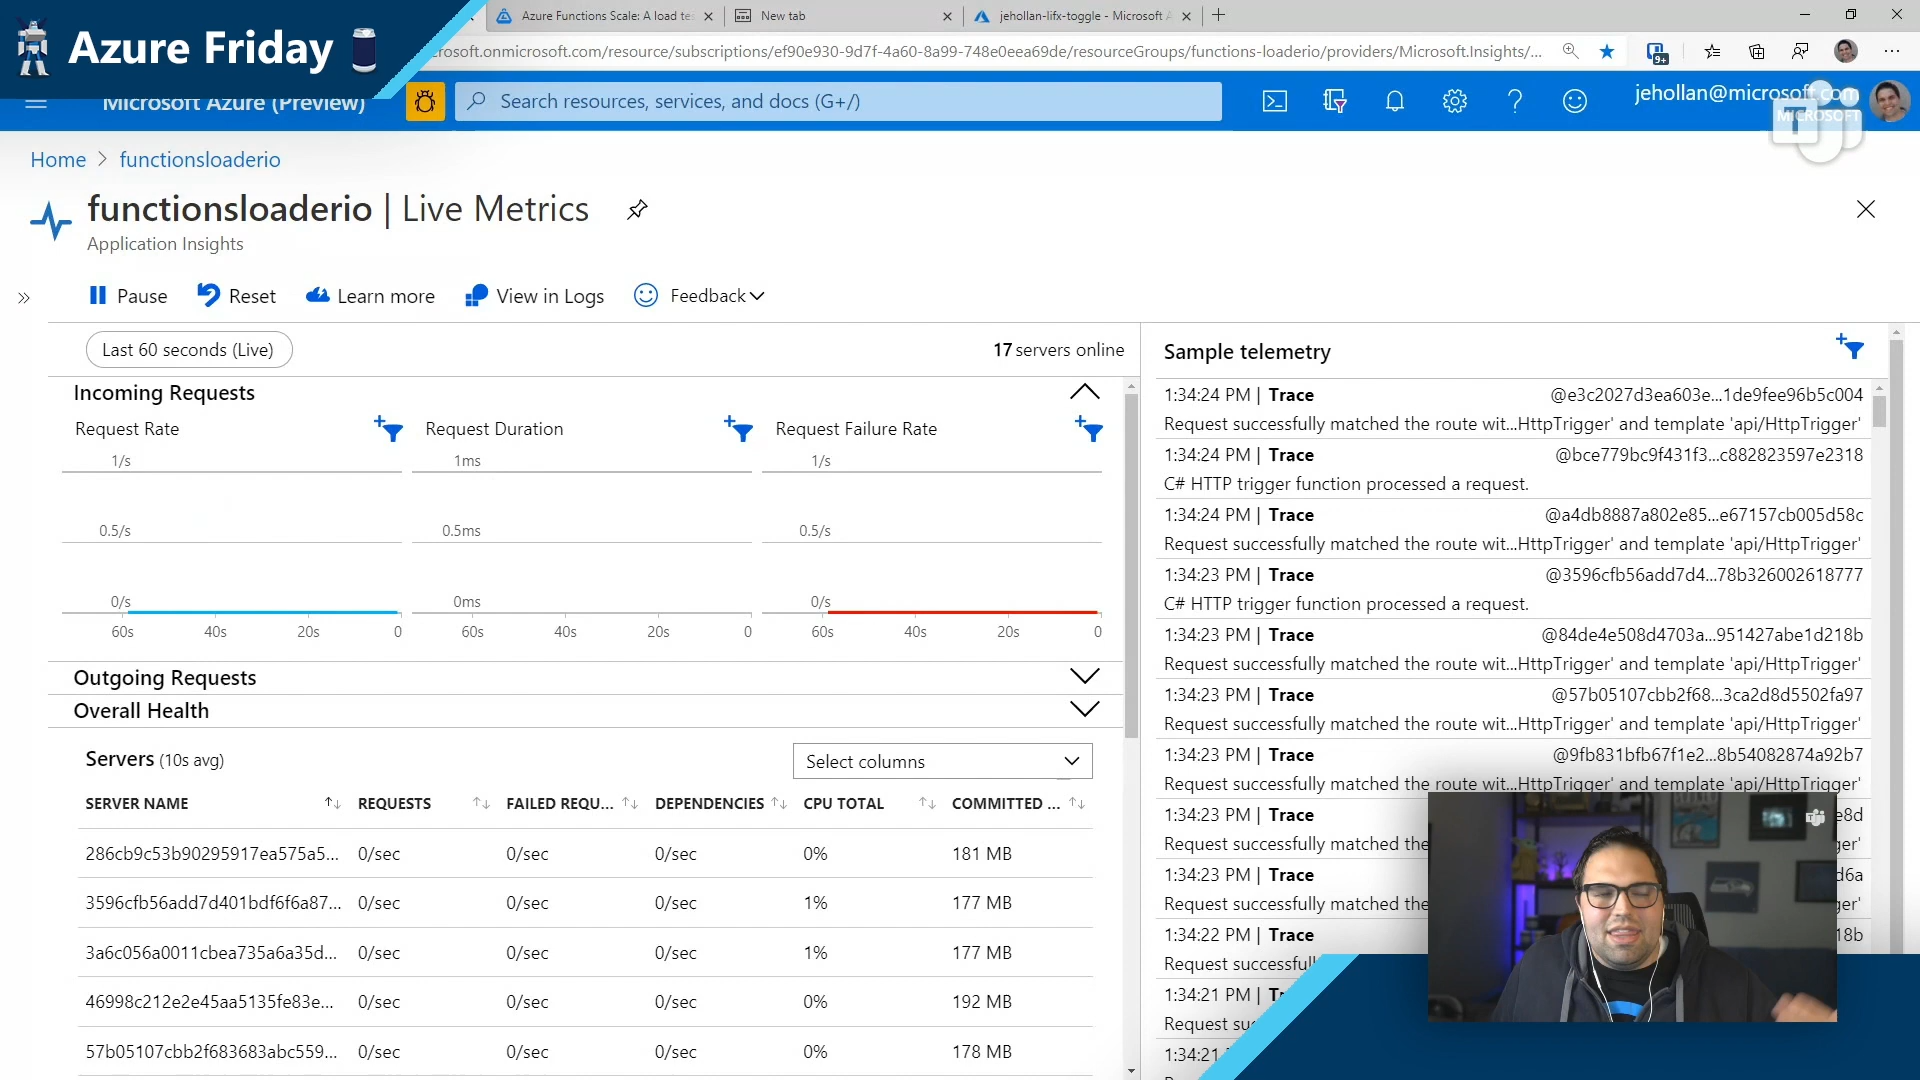 Azure Friday
Azure Functions Scale: A load te
New tab
jehollan-lifx-toggle - Microsoft A
rosoft.onmicrosoft.com/resource/subscriptions/ef90e930-9d7f-4a60-8a99-748e0eea69de/resourceGroups/functions-loaderio/providers/Microsoft.Insights/...
9+
Microsoft Azure (Preview)
Search resources, services, and docs (G+/)
jehollan@microsoft.com
MICROSOFT
Home > functionsloaderio
functionsloaderio | Live Metrics
Application Insights
Pause
Reset
Learn more
View in Logs
Feedback
Last 60 seconds (Live)
17 servers online
Incoming Requests
Request Rate
Request Duration
Request Failure Rate
1/s
1ms
1/s
0.5/s
0.5ms
0.5/s
0/s
0ms
0/s
60s 40s 20s 0
60s 40s 20s 0
60s 40s 20s 0
Outgoing Requests
Overall Health
Servers (10s avg)
Select columns
SERVER NAME REQUESTS FAILED REQU... DEPENDENCIES CPU TOTAL COMMITTED ...
286cb9c53b90295917ea575a5... 0/sec 0/sec 0/sec 0% 181 MB
3596cfb56add7d401bdf6f6a87... 0/sec 0/sec 0/sec 1% 177 MB
3a6c056a0011cbea735a6a35d... 0/sec 0/sec 0/sec 1% 177 MB
46998c212e2e45aa5135fe83e... 0/sec 0/sec 0/sec 0% 192 MB
57b05107cbb2f683683abc559... 0/sec 0/sec 0/sec 0% 178 MB
Sample telemetry
1:34:24 PM | Trace @e3c2027d3ea603e...1de9fee96b5c004
Request successfully matched the route wit...HttpTrigger' and template 'api/HttpTrigger'
1:34:24 PM | Trace @bce779bc9f431f3...c882823597e2318
C# HTTP trigger function processed a request.
1:34:24 PM | Trace @a4db8887a802e85...e67157cb005d58c
Request successfully matched the route wit...HttpTrigger' and template 'api/HttpTrigger'
1:34:23 PM | Trace @3596cfb56add7d4...78b326002618777
C# HTTP trigger function processed a request.
1:34:23 PM | Trace @84de4e508d4703a...951427abe1d218b
Request successfully matched the route wit...HttpTrigger' and template 'api/HttpTrigger'
1:34:23 PM | Trace @57b05107cbb2f68...3ca2d8d5502fa97
Request successfully matched the route wit...HttpTrigger' and template 'api/HttpTrigger'
1:34:23 PM | Trace @9fb831bfb67f1e2...8b54082874a92b7
Request successfully matched the route wit...HttpTrigger' and template 'api/HttpTrigger'
1:34:23 PM | Trace e8d
Request successfully matched the ger'
1:34:23 PM | Trace d6a
Request successfully matched the ger'
1:34:22 PM | Trace 18b
Request successful
1:34:21 PM | Tr
Request su
1:34:21